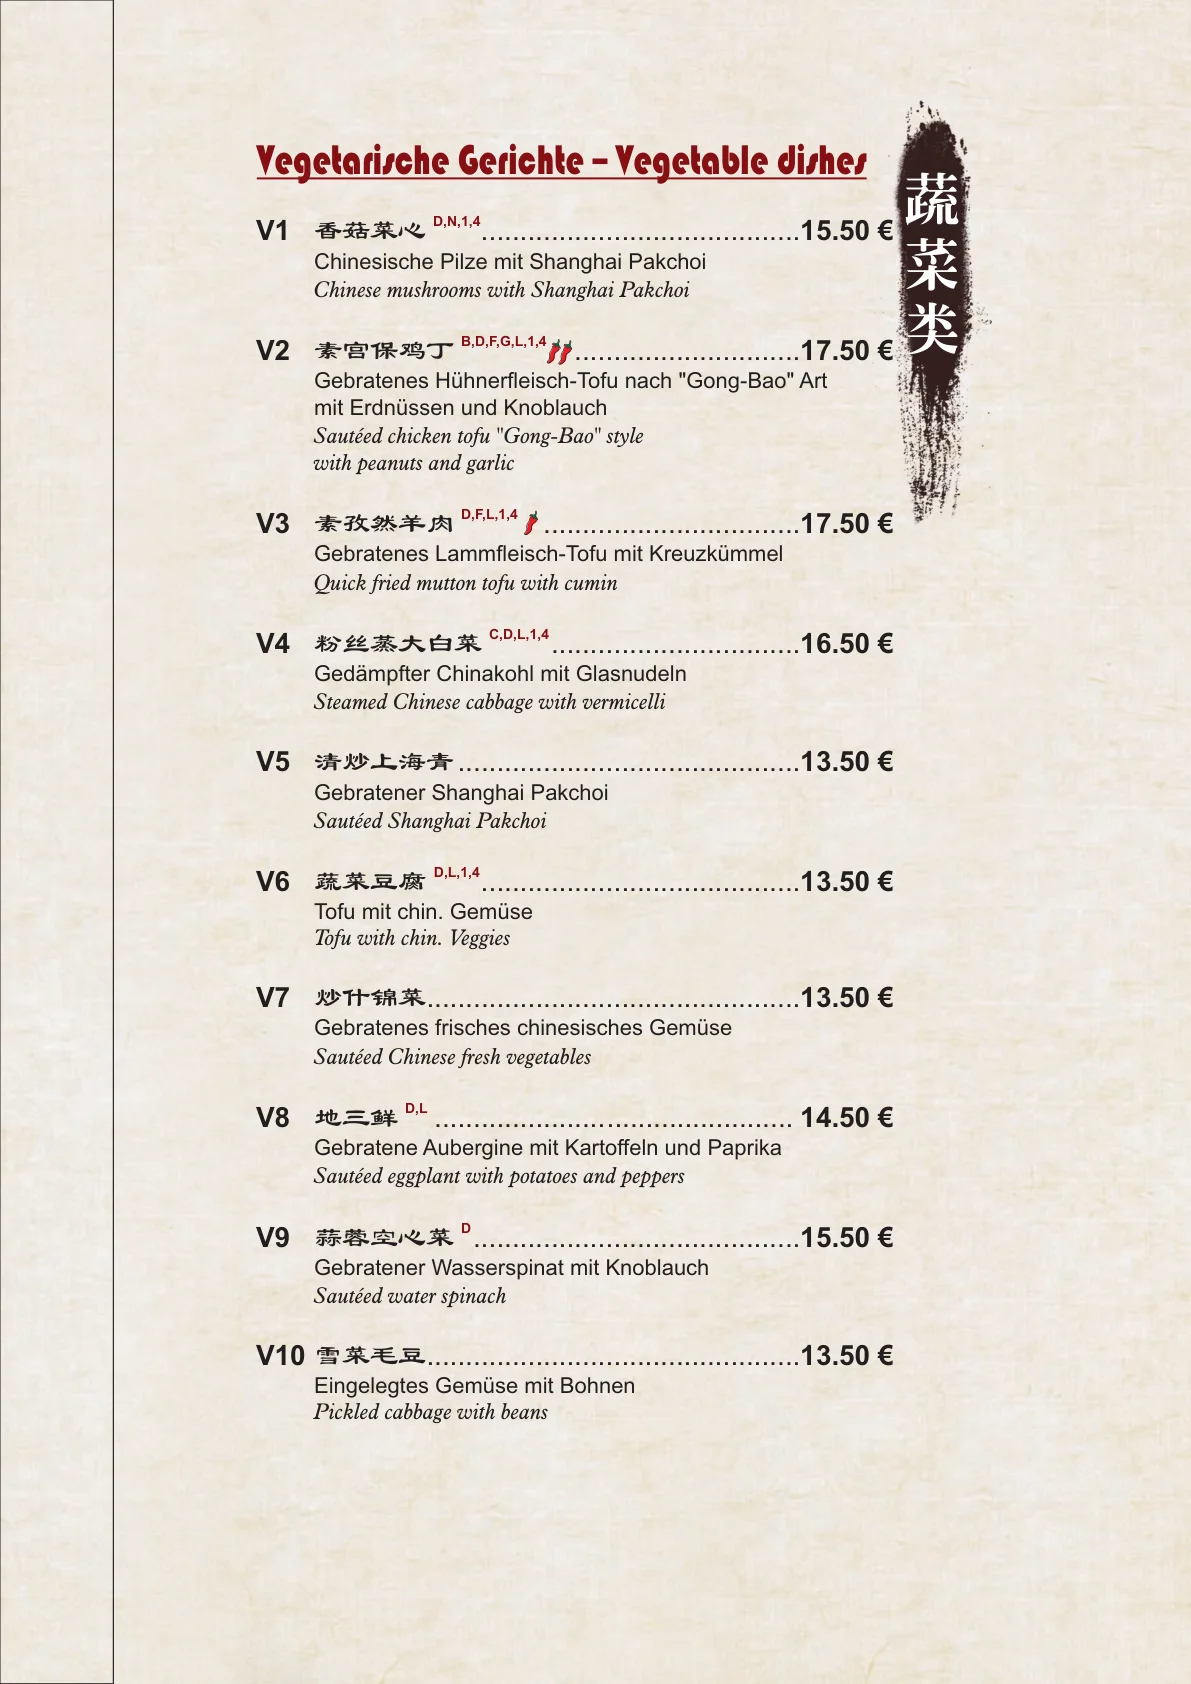 Vegetarische Gerichte – Vegetable dishes
蔬菜类
V1 香菇菜心 D,N,1,4 ........................................15.50 €
Chinesische Pilze mit Shanghai Pakchoi
Chinese mushrooms with Shanghai Pakchoi
V2 素宫保鸡丁 B,D,F,G,L,1,4 ............................17.50 €
Gebratenes Hühnerfleisch-Tofu nach "Gong-Bao" Art
mit Erdnüssen und Knoblauch
Sautéed chicken tofu "Gong-Bao" style
with peanuts and garlic
V3 素孜然羊肉 D,F,L,1,4 ................................17.50 €
Gebratenes Lammfleisch-Tofu mit Kreuzkümmel
Quick fried mutton tofu with cumin
V4 粉丝蒸大白菜 C,D,L,1,4 ...............................16.50 €
Gedämpfter Chinakohl mit Glasnudeln
Steamed Chinese cabbage with vermicelli
V5 清炒上海青 ...........................................13.50 €
Gebratener Shanghai Pakchoi
Sautéed Shanghai Pakchoi
V6 蔬菜豆腐 D,L,1,4 ........................................13.50 €
Tofu mit chin. Gemüse
Tofu with chin. Veggies
V7 炒什锦菜...............................................13.50 €
Gebratenes frisches chinesisches Gemüse
Sautéed Chinese fresh vegetables
V8 地三鲜 D,L ............................................. 14.50 €
Gebratene Aubergine mit Kartoffeln und Paprika
Sautéed eggplant with potatoes and peppers
V9 蒜蓉空心菜 D .........................................15.50 €
Gebratener Wasserspinat mit Knoblauch
Sautéed water spinach
V10 雪菜毛豆...............................................13.50 €
Eingelegtes Gemüse mit Bohnen
Pickled cabbage with beans